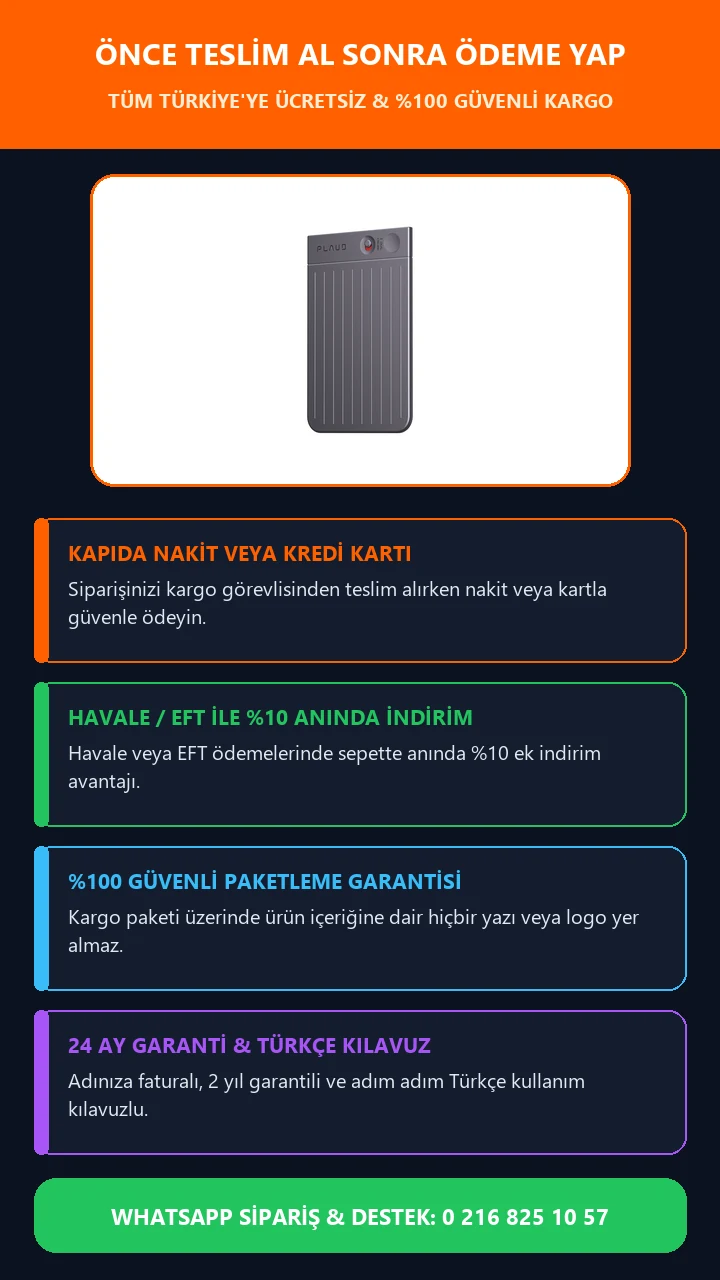 ÖNCE TESLİM AL SONRA ÖDEME YAP
TÜM TÜRKİYE'YE ÜCRETSİZ & %100 GÜVENLİ KARGO
PLAUD
KAPIDA NAKİT VEYA KREDİ KARTI
Siparişinizi kargo görevlisinden teslim alırken nakit veya kartla
güvenle ödeyin.
HAVALE / EFT İLE %10 ANINDA İNDİRİM
Havale veya EFT ödemelerinde sepette anında %10 ek indirim
avantajı.
%100 GÜVENLİ PAKETLEME GARANTİSİ
Kargo paketi üzerinde ürün içeriğine dair hiçbir yazı veya logo yer
almaz.
24 AY GARANTİ & TÜRKÇE KILAVUZ
Adınıza faturalı, 2 yıl garantili ve adım adım Türkçe kullanım
kılavuzlu.
WHATSAPP SİPARİŞ & DESTEK: 0 216 825 10 57